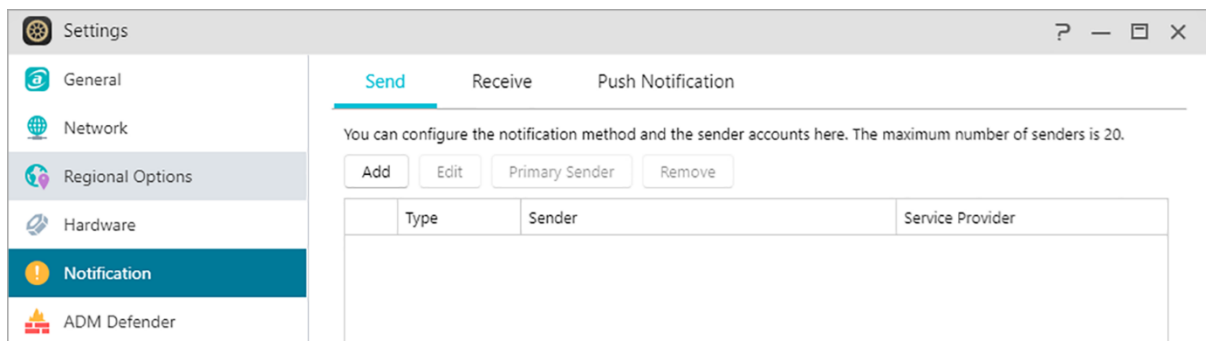 Settings
General
Network
Regional Options
Hardware
Notification
ADM Defender
Send Receive Push Notification
You can configure the notification method and the sender accounts here. The maximum number of senders is 20.
Add Edit Primary Sender Remove
Type Sender Service Provider